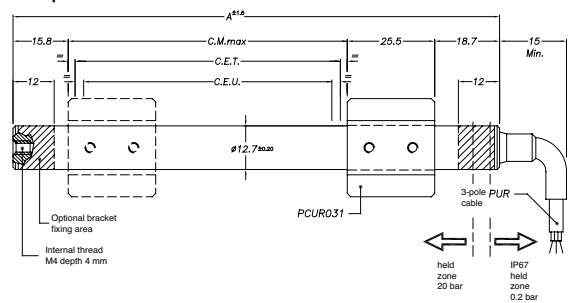 A±1.6
15.8
C.M.max
25.5
18.7
15
Min.
=
C.E.T.
=
12
=
C.E.U.
=
12
ø12.7±0.20
PCUR031
3-pole
cable
PUR
Optional bracket
fixing area
Internal thread
M4 depth 4 mm
held
zone
20 bar
IP67
held
zone
0.2 bar